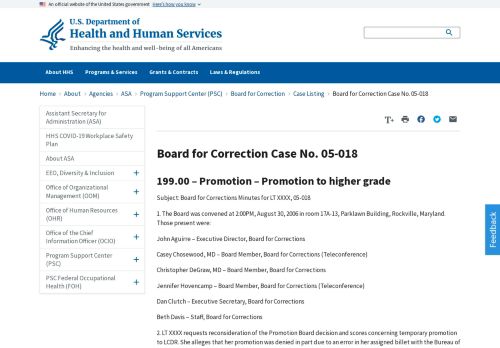 An official website of the United States government Here's how you know
U.S. Department of
Health and Human Services
Enhancing the health and well-being of all Americans
About HHS Programs & Services Grants & Contracts Laws & Regulations
Home › About › Agencies › ASA › Program Support Center (PSC) › Board for Correction › Case Listing › Board for Correction Case No. 05-018
Assistant Secretary for
Administration (ASA)
HHS COVID-19 Workplace Safety
Plan
About ASA
EEO, Diversity & Inclusion +
Office of Organizational
Management (OOM) +
Office of Human Resources
(OHR) +
Office of the Chief
Information Officer (OCIO) +
Program Support Center
(PSC) +
PSC Federal Occupational
Health (FOH) +
T+
Board for Correction Case No. 05-018
199.00 – Promotion – Promotion to higher grade
Subject: Board for Corrections Minutes for LT XXXX, 05-018
1. The Board was convened at 2:00PM, August 30, 2006 in room 17A-13, Parklawn Building, Rockville, Maryland.
Those present were:
John Aguirre – Executive Director, Board for Corrections
Casey Chosewood, MD – Board Member, Board for Corrections (Teleconference)
Christopher DeGraw, MD – Board Member, Board for Corrections
Jennifer Hovencamp – Board Member, Board for Corrections (Teleconference)
Dan Clutch – Executive Secretary, Board for Corrections
Beth Davis – Staff, Board for Corrections
2. LT XXXX requests reconsideration of the Promotion Board decision and scores concerning temporary promotion
to LCDR. She alleges that her promotion was denied in part due to an error in her assigned billet with the Bureau of
Feedback